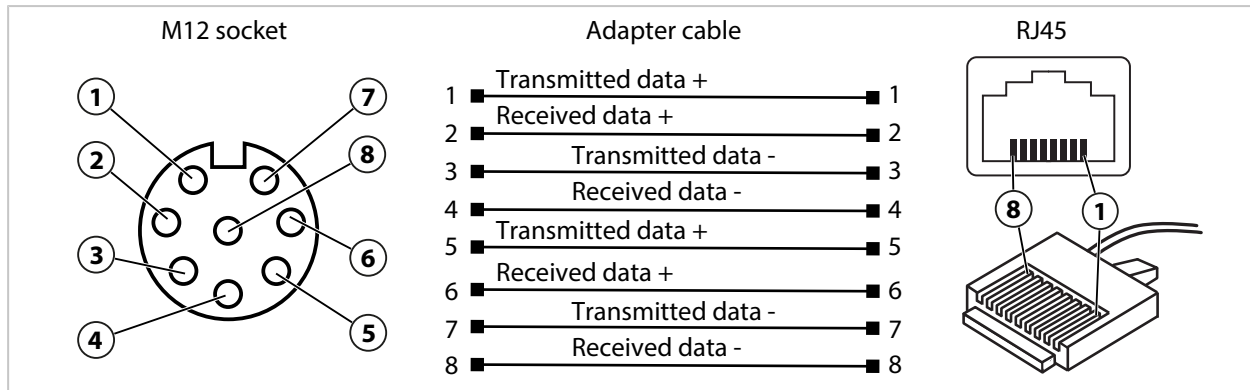 M12 socket
Adapter cable
RJ45
1
2
3
4
5
6
7
8
1 Transmitted data + 1
2 Received data + 2
3 Transmitted data - 3
4 Received data - 4
5 Transmitted data + 5
6 Received data + 6
7 Transmitted data - 7
8 Received data - 8
8 1